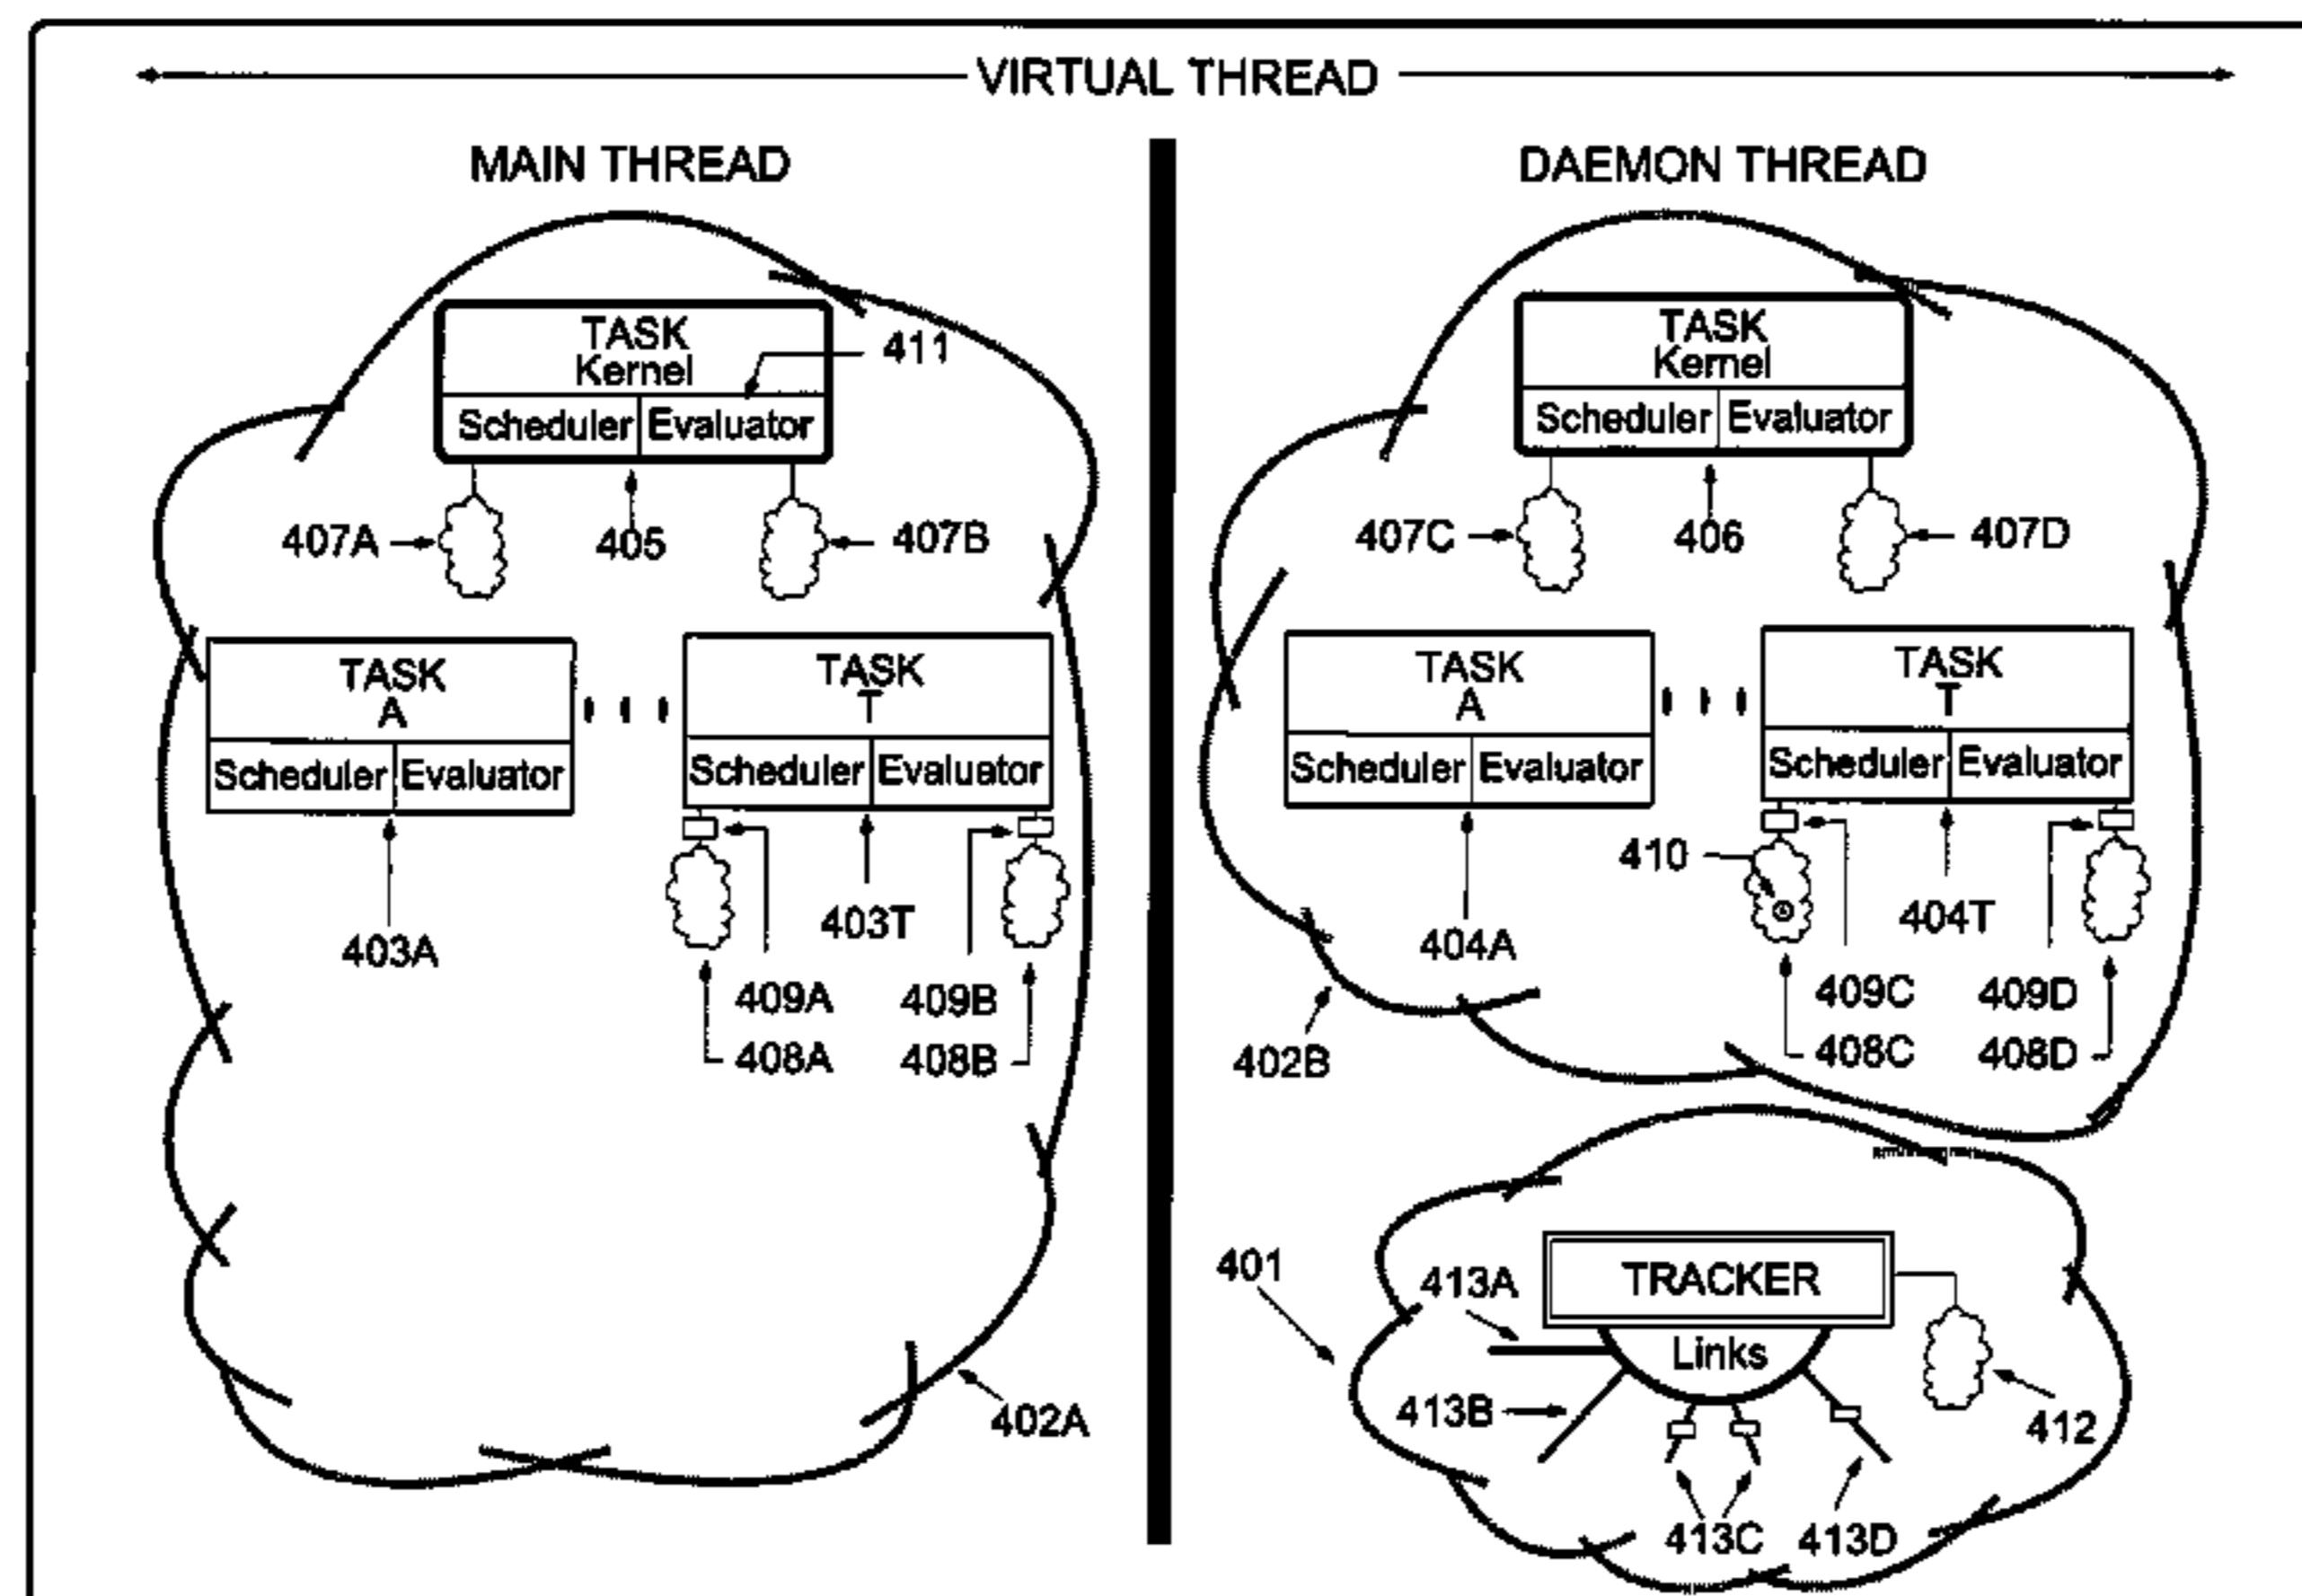 VIRTUAL THREAD
MAIN THREAD
TASK
Kernel
411
Scheduler Evaluator
407A
405
407B
TASK
A
Scheduler Evaluator
TASK
T
Scheduler Evaluator
403A
403T
409A
409B
408A
408B
402A
DAEMON THREAD
TASK
Kernel
Scheduler Evaluator
407C
406
407D
TASK
A
Scheduler Evaluator
TASK
T
Scheduler Evaluator
410
404A
404T
409C
409D
402B
408C
408D
401
413A
TRACKER
Links
413B
412
413C
413D